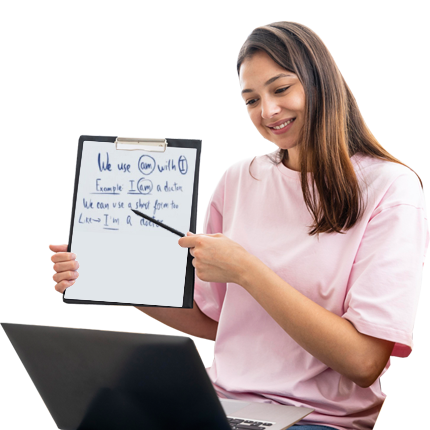 We use am with I
Example: I am a doctor
We can use a short form too
I'm a doctor